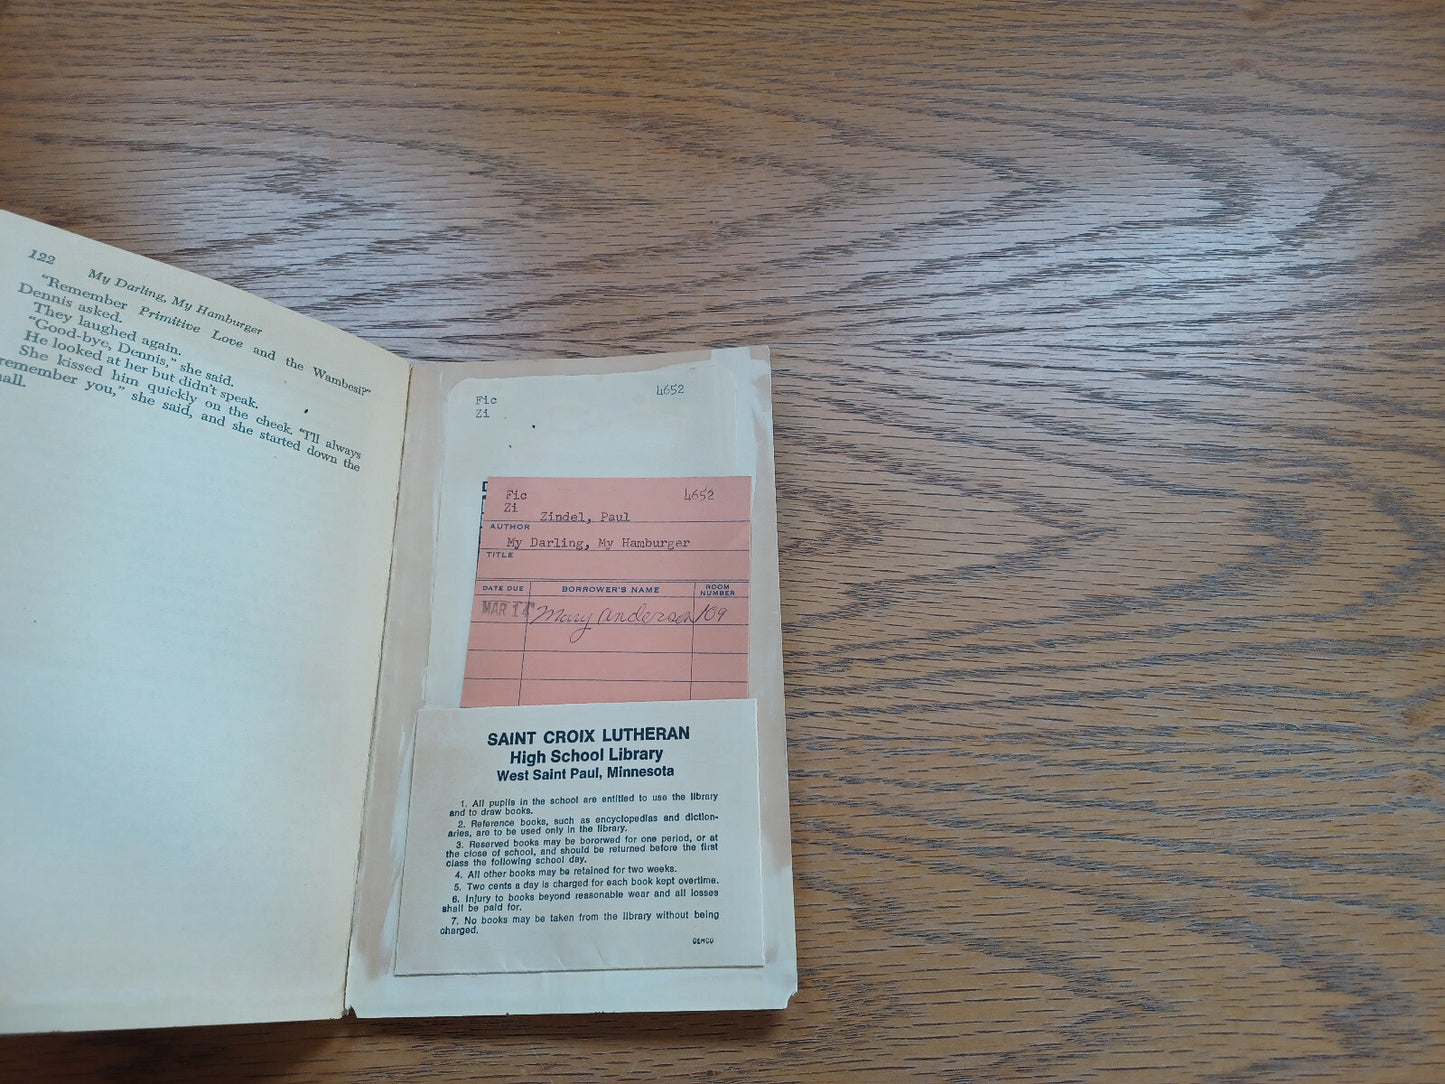 122 My Darling, My Hamburger
“Remember Primitive Love and the Wambesi?”
Dennis asked.
They laughed again.
“Good-bye, Dennis,” she said.
He looked at her but didn’t speak.
She kissed him quickly on the cheek. “I’ll always
remember you,” she said, and she started down the
hall.
Fic 4652
Zi
Fic 4652
Zi
Zindel, Paul
AUTHOR
My Darling, My Hamburger
TITLE
DATE DUE BORROWER'S NAME ROOM NUMBER
MAR 14 Mary Anderson 109
SAINT CROIX LUTHERAN
High School Library
West Saint Paul, Minnesota
1. All pupils in the school are entitled to use the library
and to draw books.
2. Reference books, such as encyclopedias and diction-
aries, are to be used only in the library.
3. Reserved books may be bororwed for one period, or at
the close of school, and should be returned before the first
class the following school day.
4. All other books may be retained for two weeks.
5. Two cents a day is charged for each book kept overtime.
6. Injury to books beyond reasonable wear and all losses
shall be paid for.
7. No books may be taken from the library without being
charged.
DEMCO